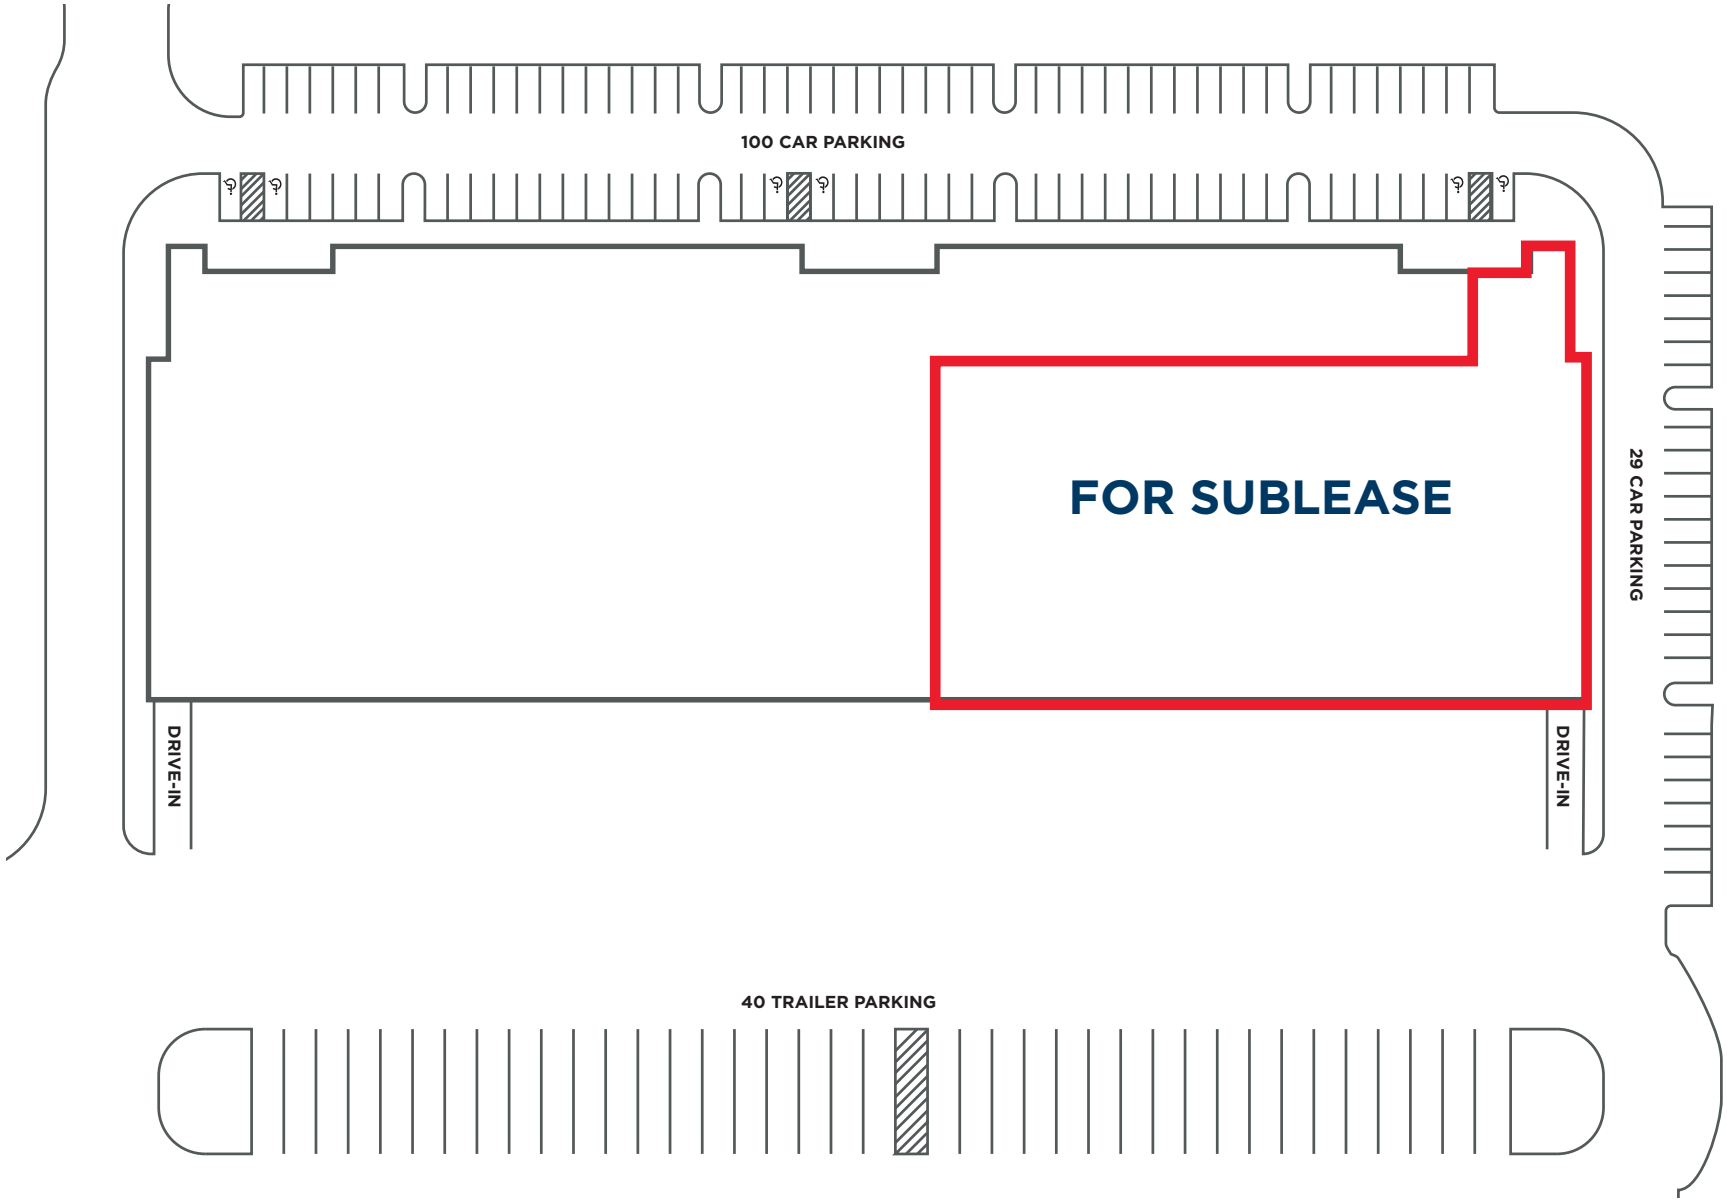 100 CAR PARKING
FOR SUBLEASE
29 CAR PARKING
DRIVE-IN
DRIVE-IN
40 TRAILER PARKING